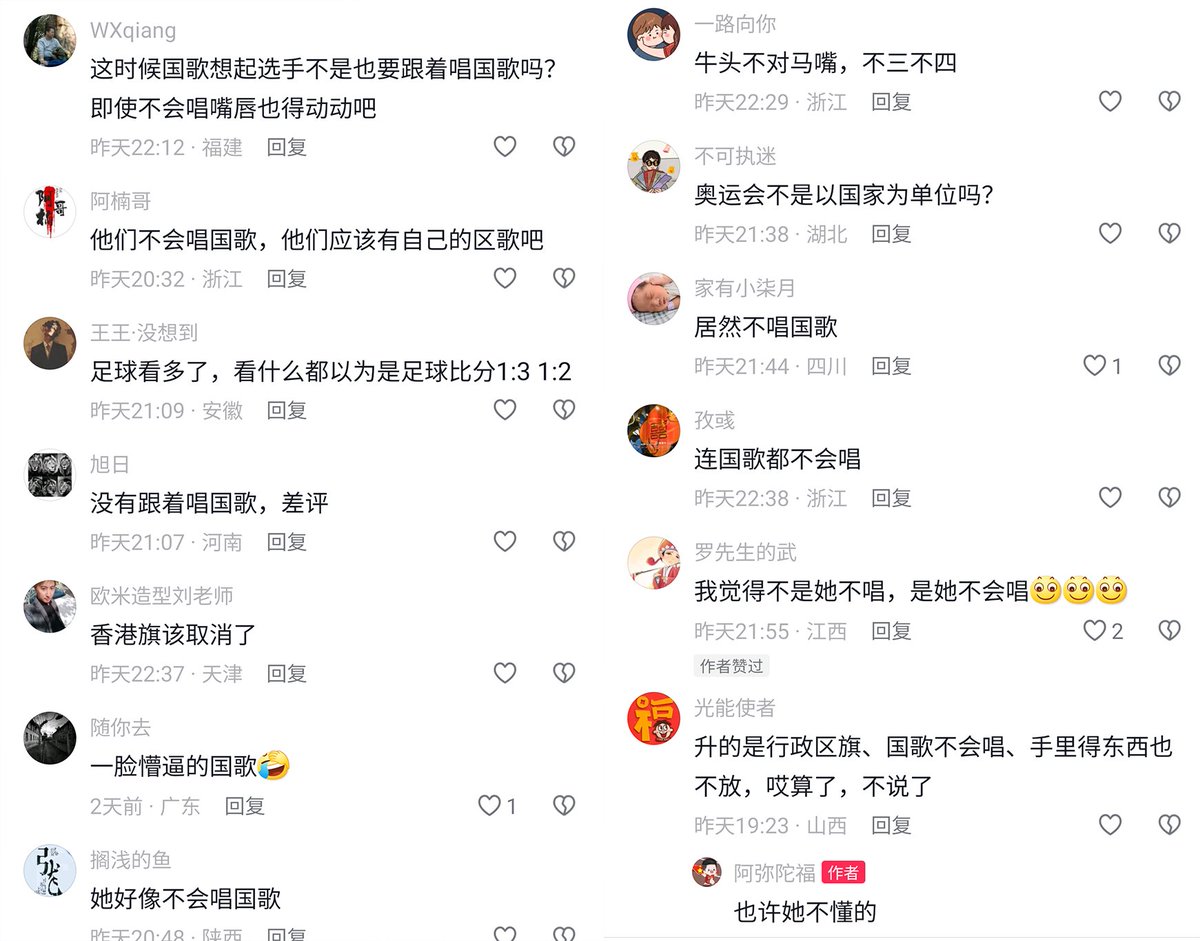 WXqiang
这时候国歌想起选手不是也要跟着唱国歌吗?
即使不会唱嘴唇也得动动吧
昨天22:12 · 福建 回复
阿楠哥
他们不会唱国歌，他们应该有自己的区歌吧
昨天20:32 · 浙江 回复
王王·没想到
足球看多了，看什么都以为是足球比分1:3 1:2
昨天21:09 · 安徽 回复
旭日
没有跟着唱国歌，差评
昨天21:07 · 河南 回复
欧米造型刘老师
香港旗该取消了
昨天22:37 · 天津 回复
随你去
一脸懵逼的国歌🤣
2天前 · 广东 回复 1
搁浅的鱼
她好像不会唱国歌
昨天20:48 · 陕西 回复
一路向你
牛头不对马嘴，不三不四
昨天22:29 · 浙江 回复
不可执迷
奥运会不是以国家为单位吗?
昨天21:38 · 湖北 回复
家有小柒月
居然不唱国歌
昨天21:44 · 四川 回复 1
孜彧
连国歌都不会唱
昨天22:38 · 浙江 回复
罗先生的武
我觉得不是她不唱，是她不会唱
昨天21:55 · 江西 回复 2
作者赞过
光能使者
升的是行政区旗、国歌不会唱、手里得东西也
不放，哎算了，不说了
昨天19:23 · 山西 回复
阿弥陀福 作者
也许她不懂的